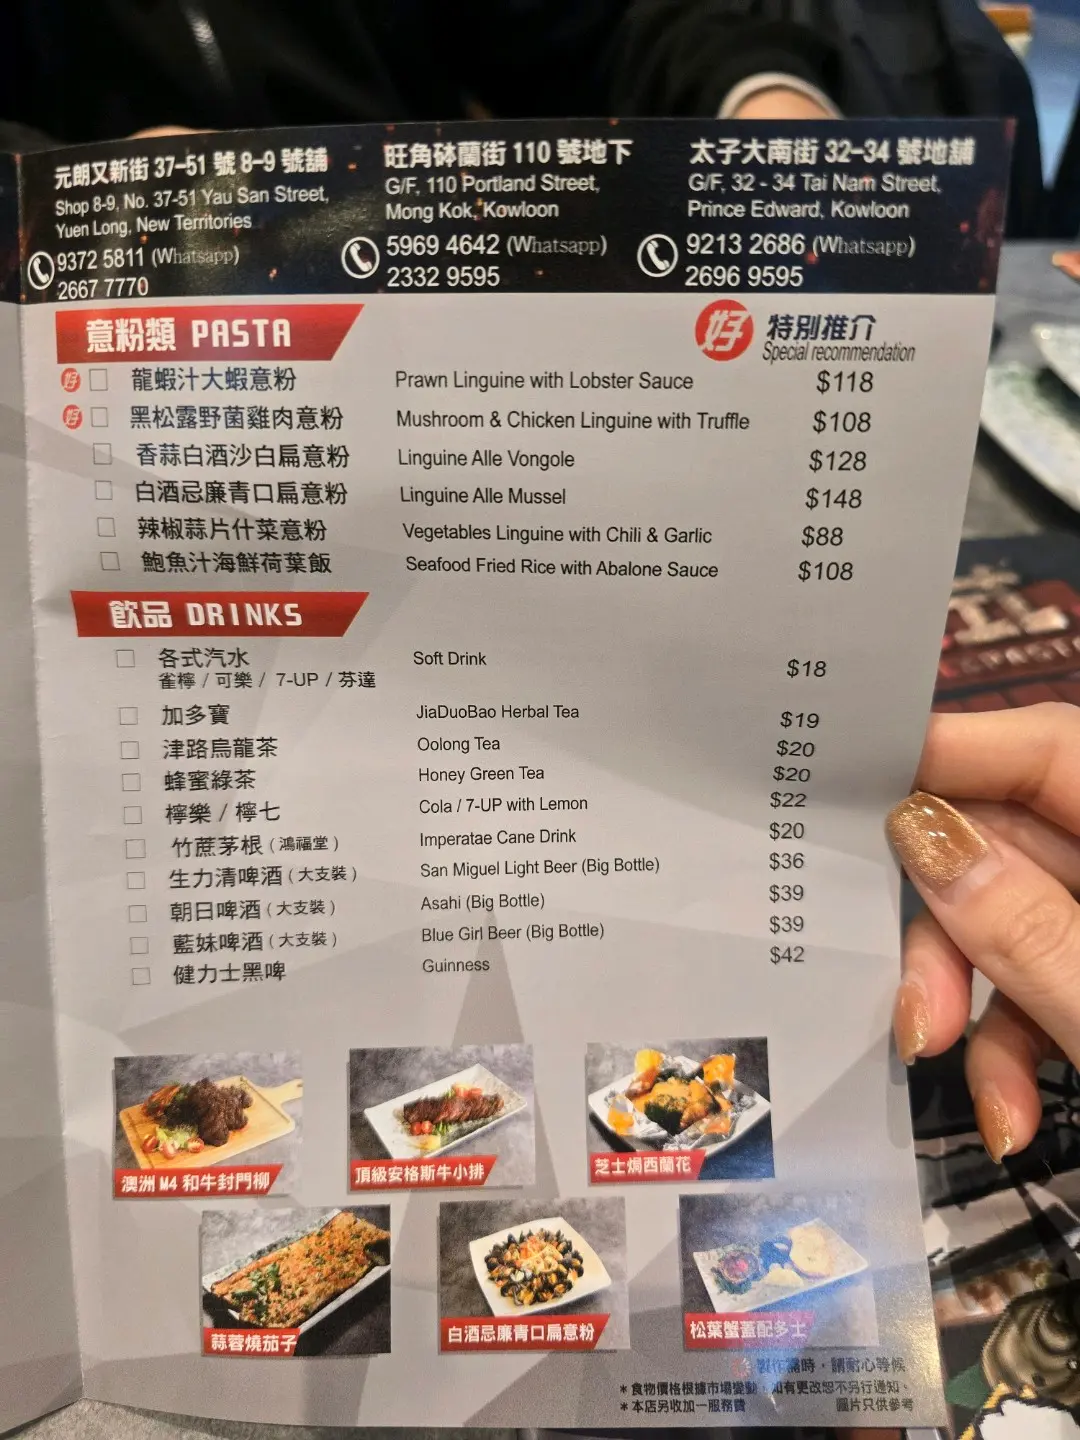 元朗又新街 37-51 號 8-9 號舖
Shop 8-9, No. 37-51 Yau San Street,
Yuen Long, New Territories
9372 5811 (Whatsapp)
2667 7770
旺角砵蘭街 110 號地下
G/F, 110 Portland Street,
Mong Kok, Kowloon
5969 4642 (Whatsapp)
2332 9595
太子大南街 32-34 號地舖
G/F, 32 - 34 Tai Nam Street,
Prince Edward, Kowloon
9213 2686 (Whatsapp)
2696 9595
意粉類 PASTA
好 特別推介
Special recommendation
好 龍蝦汁大蝦意粉 Prawn Linguine with Lobster Sauce $118
好 黑松露野菌雞肉意粉 Mushroom & Chicken Linguine with Truffle $108
香蒜白酒沙白扁意粉 Linguine Alle Vongole $128
白酒忌廉青口扁意粉 Linguine Alle Mussel $148
辣椒蒜片什菜意粉 Vegetables Linguine with Chili & Garlic $88
鮑魚汁海鮮荷葉飯 Seafood Fried Rice with Abalone Sauce $108
飲品 DRINKS
各式汽水 Soft Drink $18
雀檸 / 可樂 / 7-UP / 芬達
加多寶 JiaDuoBao Herbal Tea $19
津路烏龍茶 Oolong Tea $20
蜂蜜綠茶 Honey Green Tea $20
檸樂 / 檸七 Cola / 7-UP with Lemon $22
竹蔗茅根 (鴻福堂) Imperatae Cane Drink $20
生力清啤酒 (大支裝) San Miguel Light Beer (Big Bottle) $36
朝日啤酒 (大支裝) Asahi (Big Bottle) $39
藍妹啤酒 (大支裝) Blue Girl Beer (Big Bottle) $39
健力士黑啤 Guinness $42
澳洲 M4 和牛封門柳
頂級安格斯牛小排
芝士焗西蘭花
蒜蓉燒茄子
白酒忌廉青口扁意粉
松葉蟹蓋配多士
製作需時，請耐心等候
* 食物價格根據市場變動，如有更改恕不另行通知。
* 本店另收加一服務費
圖片只供參考